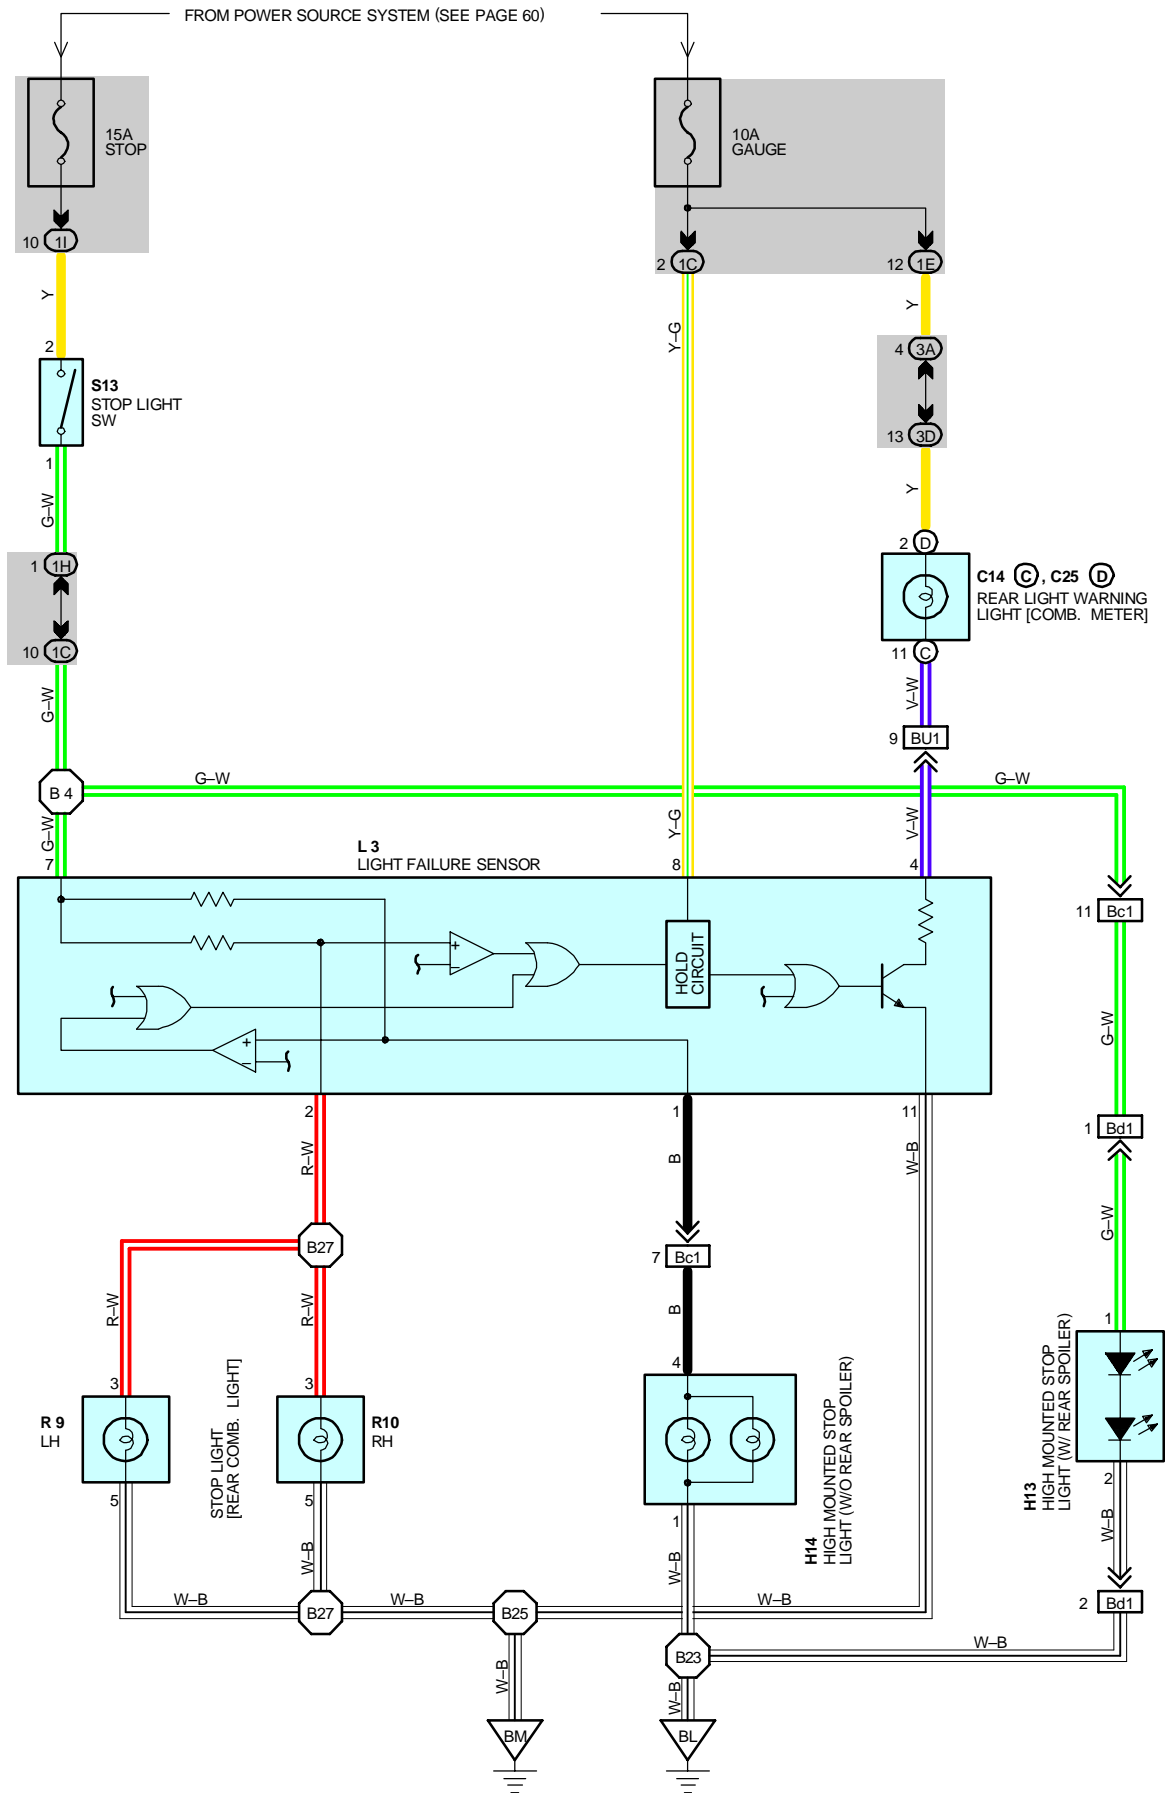 FROM POWER SOURCE SYSTEM (SEE PAGE 60)
15A
STOP
10A
GAUGE
10 1I
2 1C
12 1E
Y
Y–G
Y
4 3A
13 3D
2
S13
STOP LIGHT
SW
1
G–W
Y
2 D
1 1H
10 1C
C14 C , C25 D
REAR LIGHT WARNING
LIGHT [COMB. METER]
11 C
G–W
V–W
9 BU1
B 4
G–W
G–W
G–W
Y–G
V–W
7
L 3
LIGHT FAILURE SENSOR
8
4
11 Bc1
+
–
HOLD
CIRCUIT
+
–
G–W
2
1
11
1 Bd1
R–W
B
W–B
G–W
B27
7 Bc1
R–W
R–W
B
1
3
3
4
R 9
LH
R10
RH
STOP LIGHT
[REAR COMB. LIGHT]
H14
HIGH MOUNTED STOP
LIGHT (W/O REAR SPOILER)
H13
HIGH MOUNTED STOP
LIGHT (W/ REAR SPOILER)
5
5
1
2
W–B
W–B
W–B
W–B
W–B
W–B
B27
B25
2 Bd1
B23
W–B
W–B
W–B
BM
BL